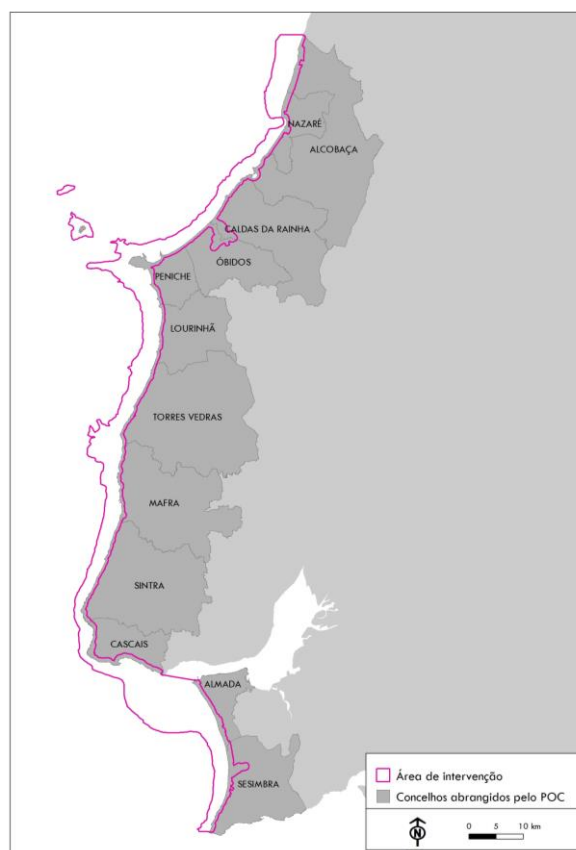 NAZARÉ
ALCOBAÇA
CALDAS DA RAINHA
ÓBIDOS
PENICHE
LOURINHÃ
TORRES VEDRAS
MAFRA
SINTRA
CASCAIS
ALMADA
SESIMBRA
Área de intervenção
Concelhos abrangidos pelo POC
N
0 5 10 km